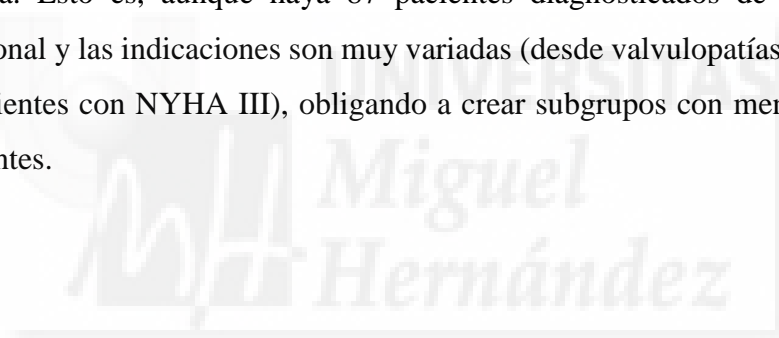 a. Esto es, aunque haya 87 pacientes diagnosticados de
onal y las indicaciones son muy variadas (desde valvulopatías
ientes con NYHA III), obligando a crear subgrupos con men
ntes.
UNIVERSITAS
Miguel
Hernández